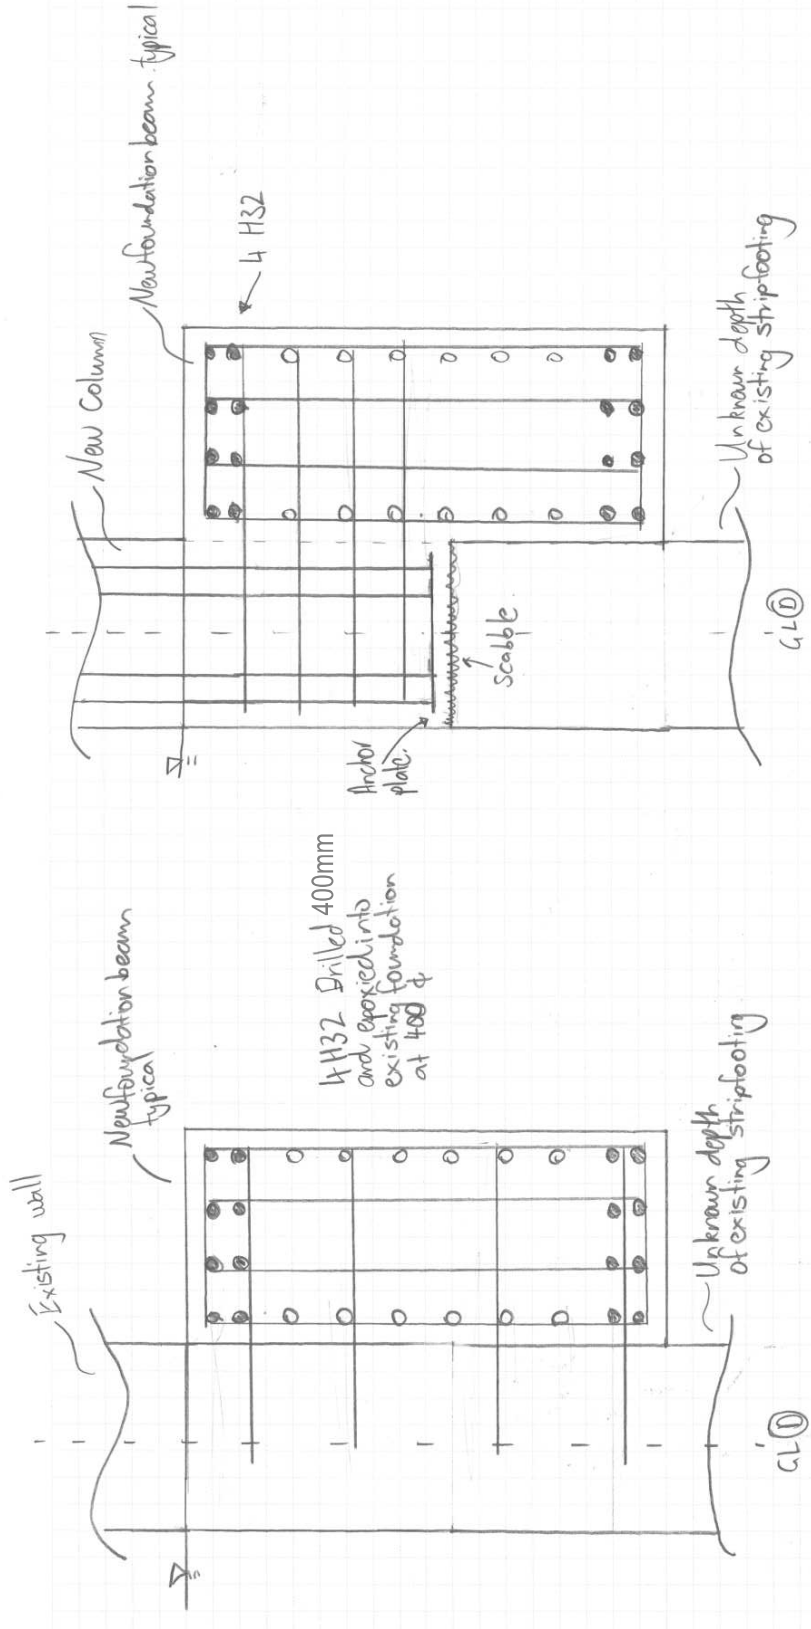 Existing wall
New foundation beam
typical
4 H32 Drilled 400mm
and epoxied into
existing foundation
at 400 ¢
Unknown depth
of existing stripfooting
GL D
New Column
New foundation beam typical
4 H32
Anchor
plate.
Scabble
Unknown depth
of existing stripfooting
GL D